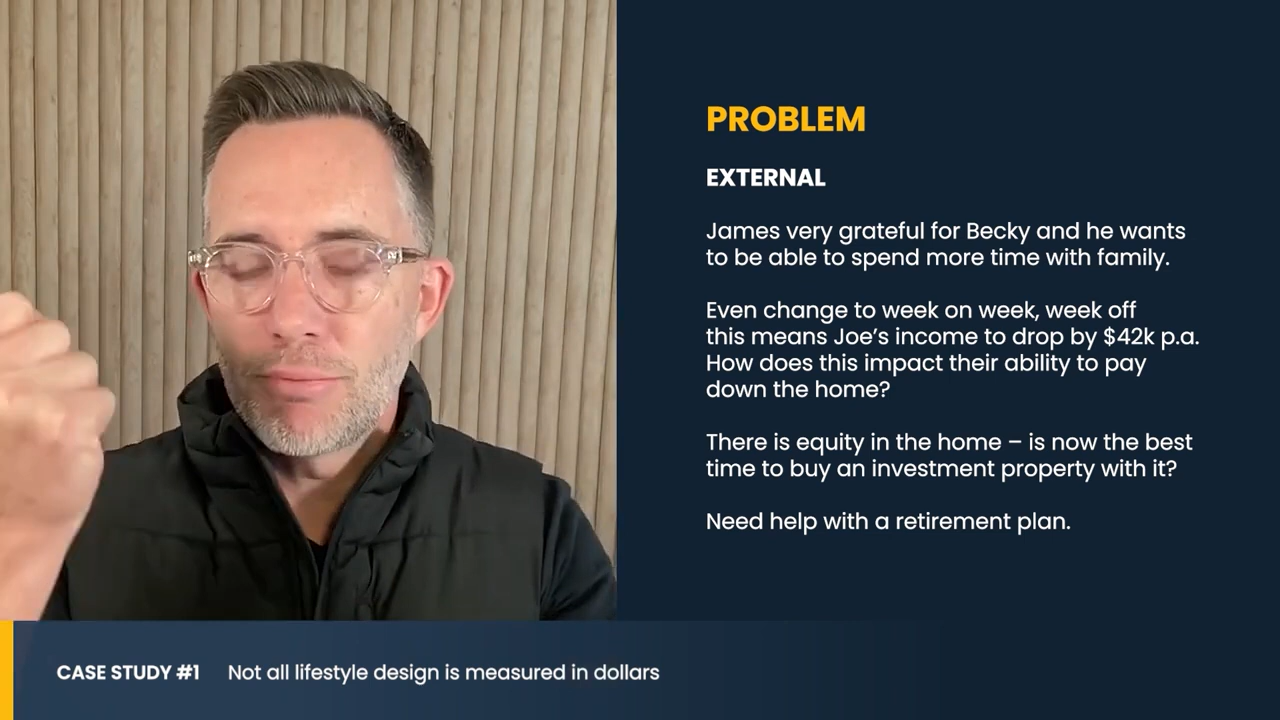 PROBLEM
EXTERNAL
James very grateful for Becky and he wants
to be able to spend more time with family.
Even change to week on week, week off
this means Joe’s income to drop by $42k p.a.
How does this impact their ability to pay
down the home?
There is equity in the home – is now the best
time to buy an investment property with it?
Need help with a retirement plan.
CASE STUDY #1 Not all lifestyle design is measured in dollars